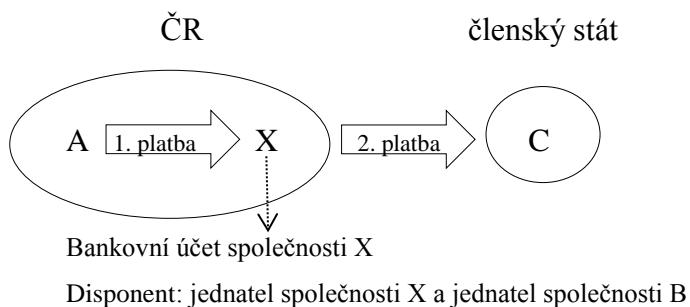 ČR členský stát
A 1. platba X 2. platba C
Bankovní účet společnosti X
Disponent: jednatel společnosti X a jednatel společnosti B